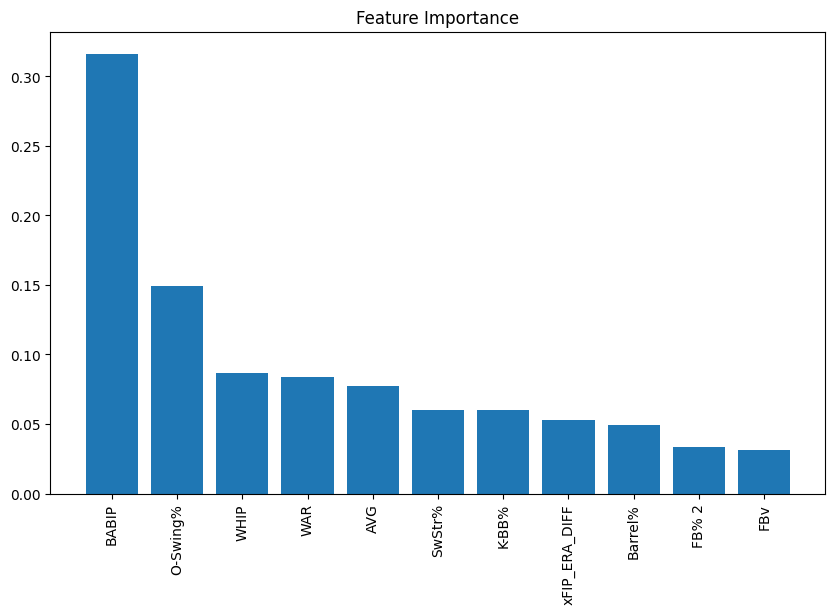 Feature Importance
0.30
0.25
0.20
0.15
0.10
0.05
0.00
BABIP
O-Swing%
WHIP
WAR
AVG
SwStr%
K-BB%
xFIP_ERA_DIFF
Barrel%
FB% 2
FBv